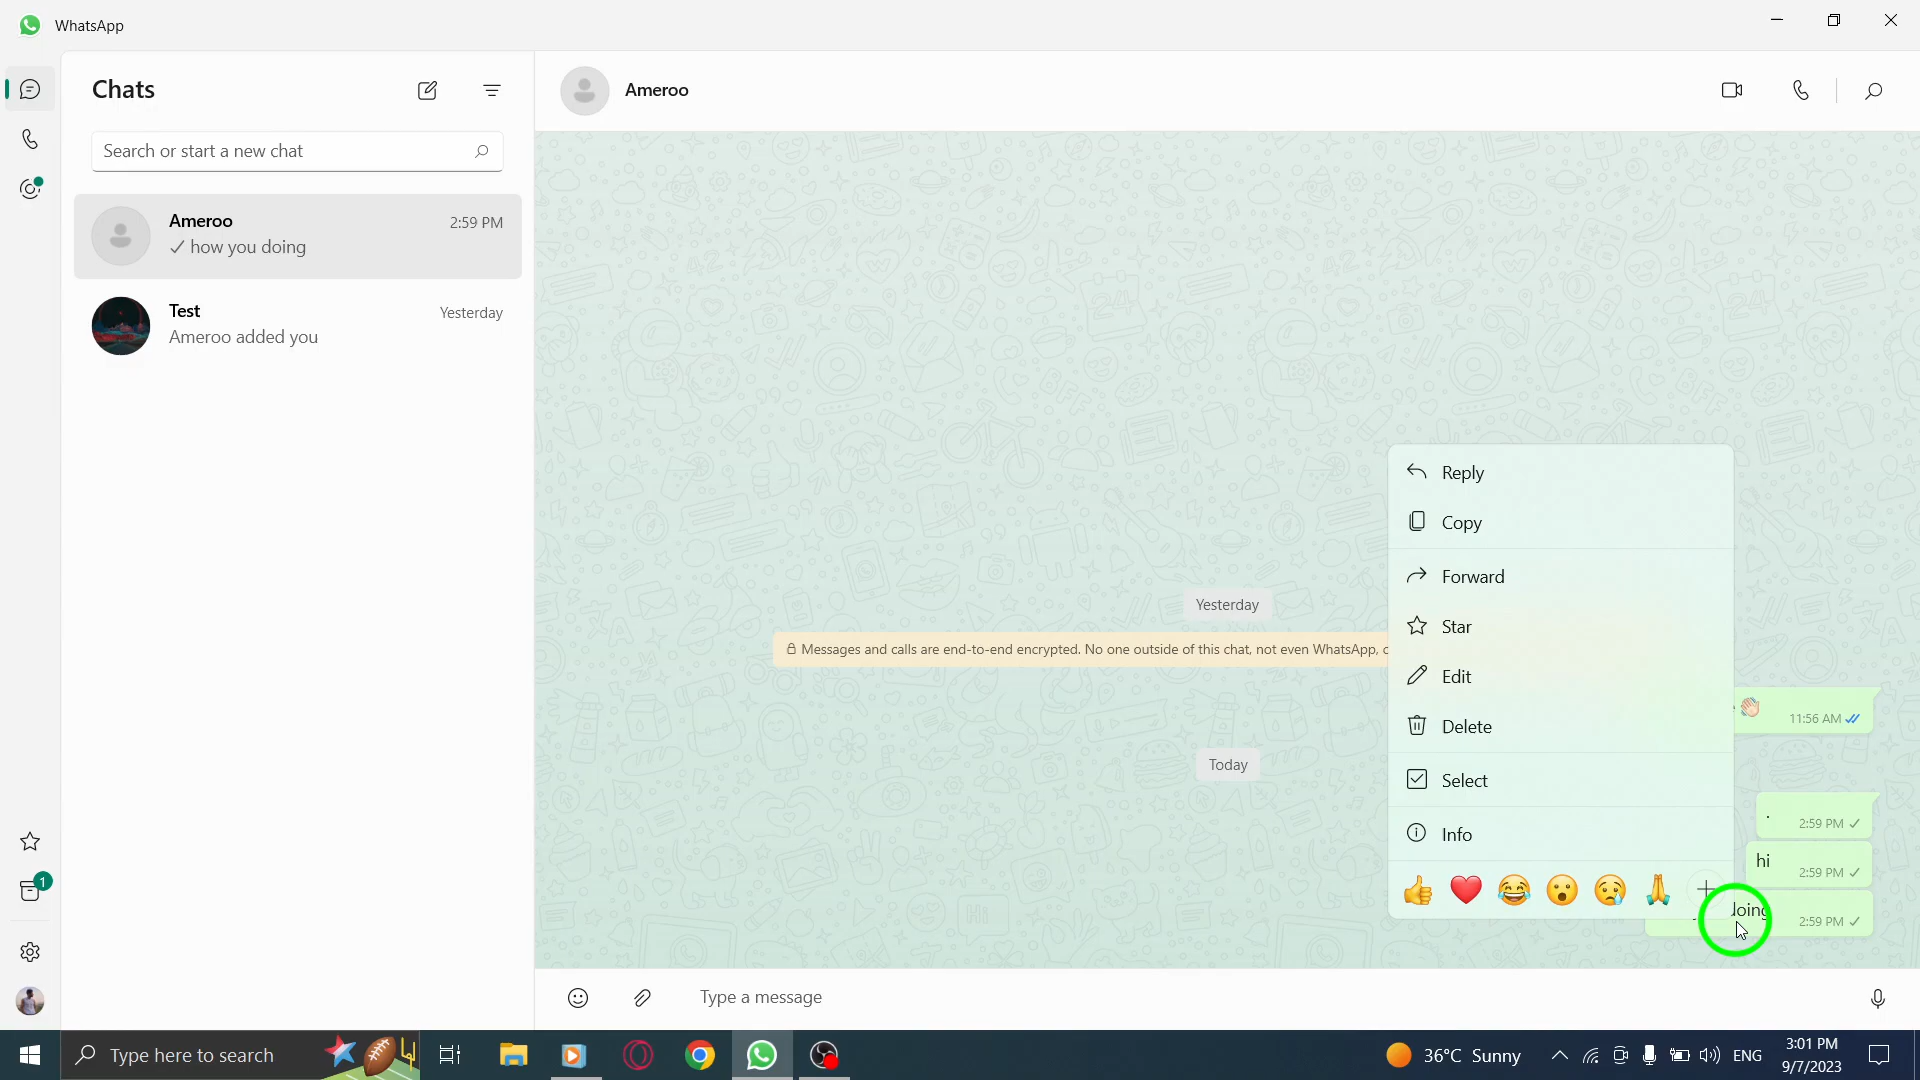 WhatsApp
Chats
Search or start a new chat
Ameroo
2:59 PM
✓ how you doing
Test
Yesterday
Ameroo added you
1
Ameroo
Yesterday
Messages and calls are end-to-end encrypted. No one outside of this chat, not even WhatsApp,
👋🏻 11:56 AM
Today
. 2:59 PM ✓
hi 2:59 PM ✓
doing 2:59 PM ✓
Reply
Copy
Forward
Star
Edit
Delete
Select
Info
👍 ❤️ 😂 😮 😢 🙏 +
Type a message
Type here to search
36°C Sunny
ENG
3:01 PM
9/7/2023